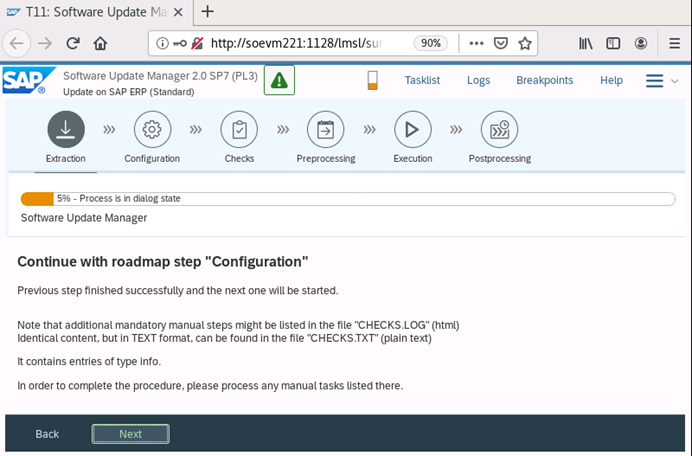 T11: Software Update Ma
http://soevm221:1128/lmsl/su
90%
SAP
Software Update Manager 2.0 SP7 (PL3)
Update on SAP ERP (Standard)
Tasklist
Logs
Breakpoints
Help
Extraction
Configuration
Checks
Preprocessing
Execution
Postprocessing
5% - Process is in dialog state
Software Update Manager
Continue with roadmap step "Configuration"
Previous step finished successfully and the next one will be started.
Note that additional mandatory manual steps might be listed in the file "CHECKS.LOG" (html)
Identical content, but in TEXT format, can be found in the file "CHECKS.TXT" (plain text)
It contains entries of type info.
In order to complete the procedure, please process any manual tasks listed there.
Back
Next